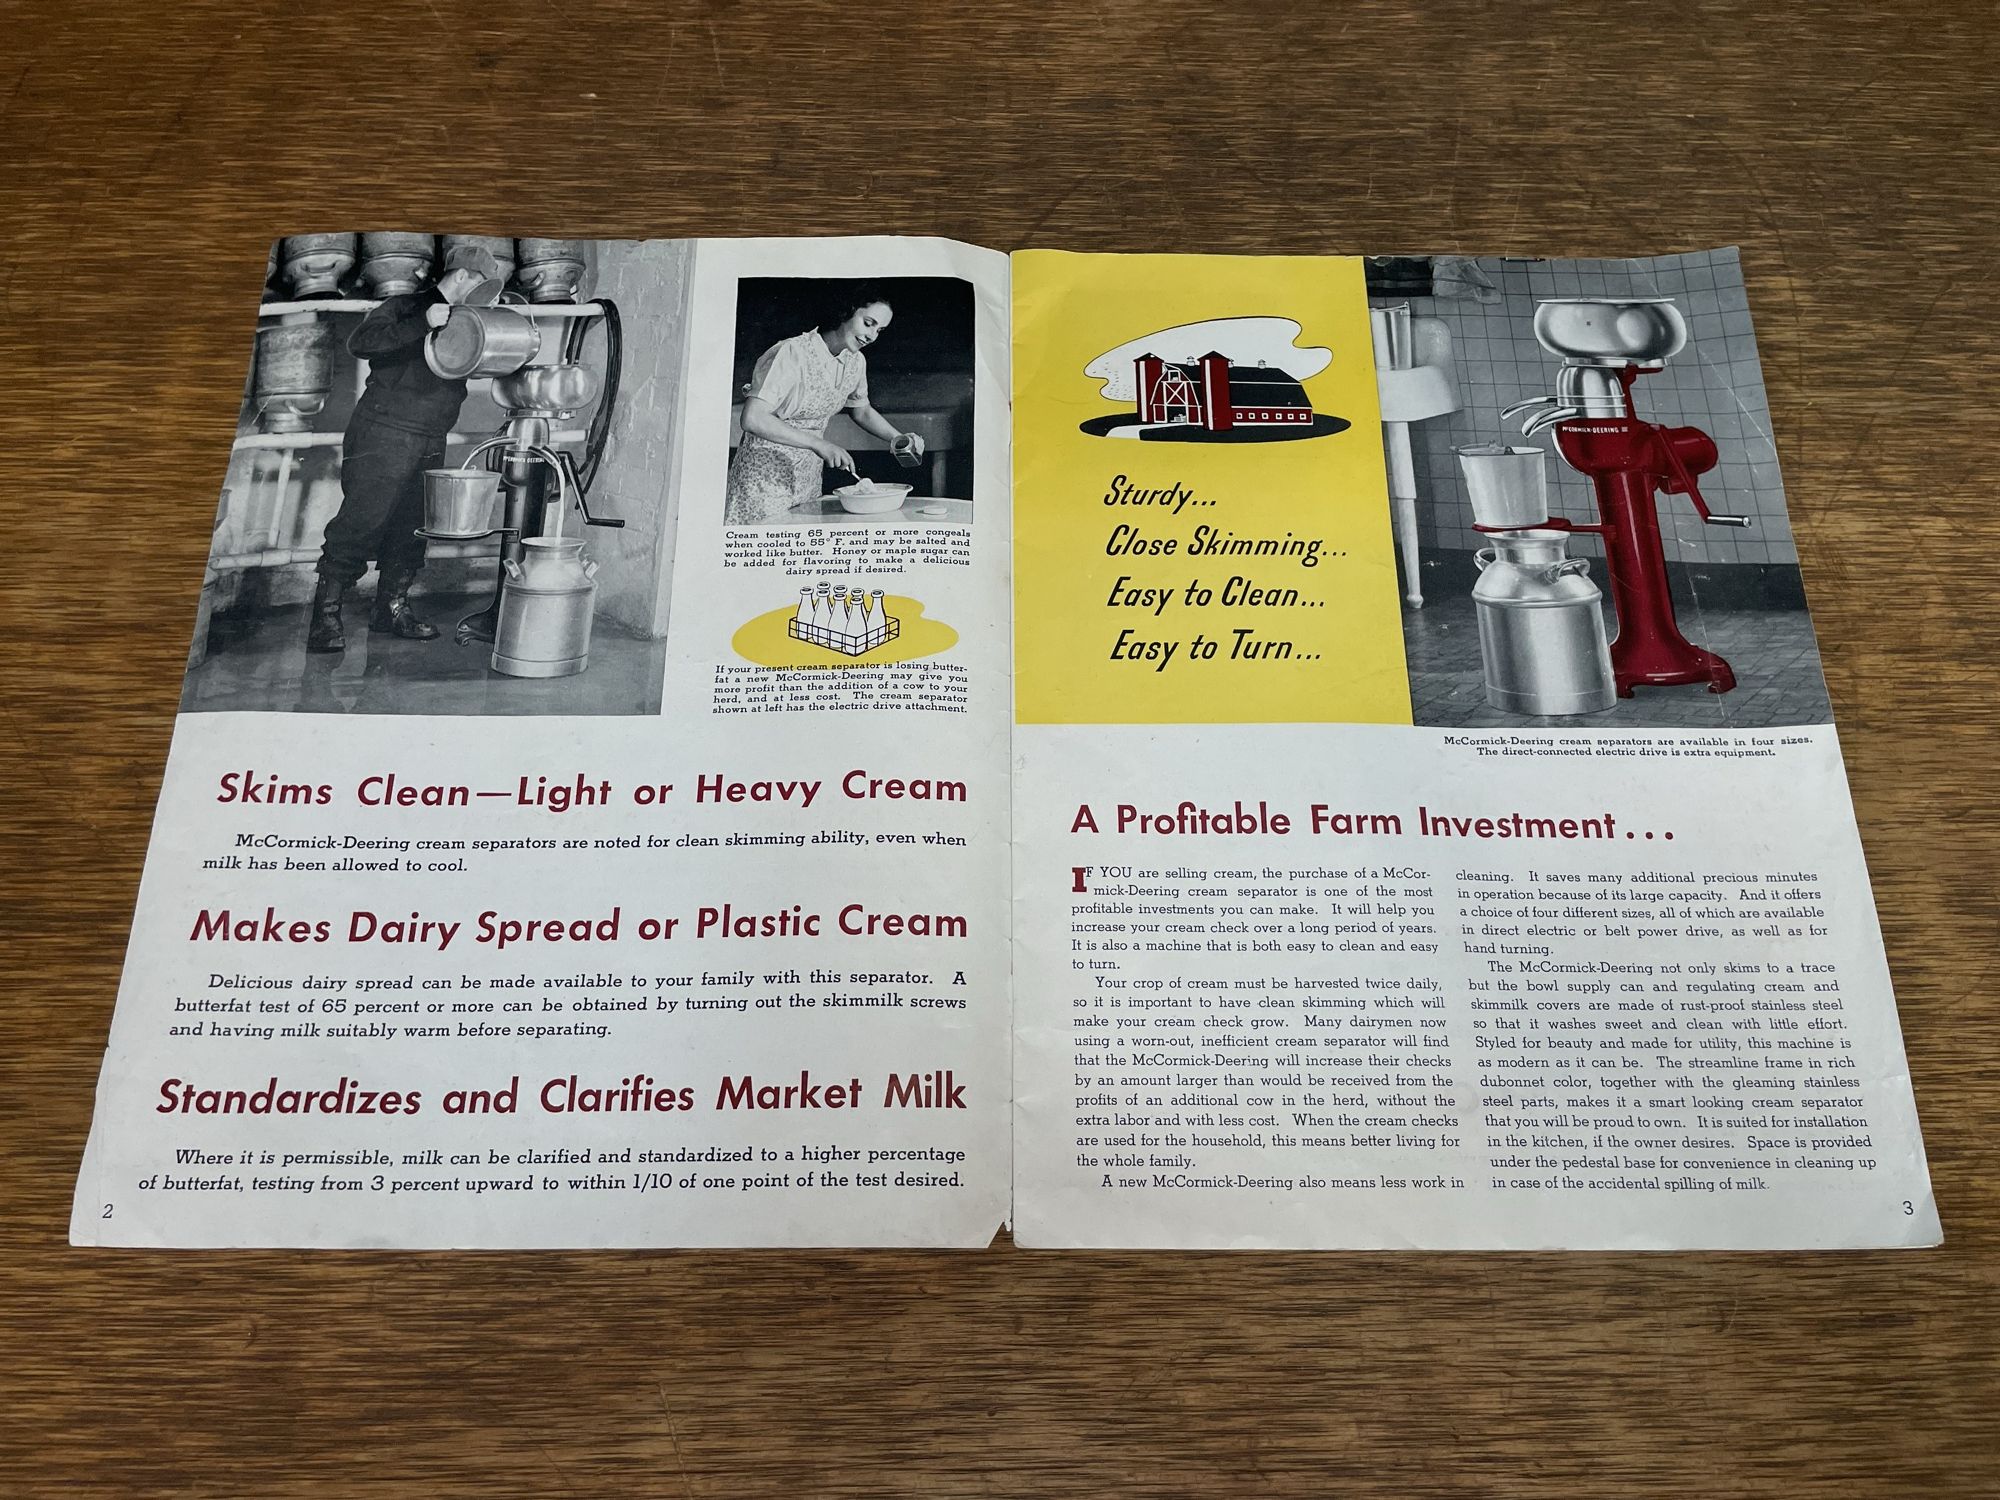 McCORMICK-DEERING
Cream testing 65 percent or more congeals
when cooled to 55° F. and may be salted and
worked like butter. Honey or maple sugar can
be added for flavoring to make a delicious
dairy spread if desired.
If your present cream separator is losing butter-
fat a new McCormick-Deering may give you
more profit than the addition of a cow to your
herd, and at less cost. The cream separator
shown at left has the electric drive attachment.
Skims Clean—Light or Heavy Cream
McCormick-Deering cream separators are noted for clean skimming ability, even when
milk has been allowed to cool.
Makes Dairy Spread or Plastic Cream
Delicious dairy spread can be made available to your family with this separator. A
butterfat test of 65 percent or more can be obtained by turning out the skimmilk screws
and having milk suitably warm before separating.
Standardizes and Clarifies Market Milk
Where it is permissible, milk can be clarified and standardized to a higher percentage
of butterfat, testing from 3 percent upward to within 1/10 of one point of the test desired.
2
Sturdy...
Close Skimming...
Easy to Clean...
Easy to Turn...
McCORMICK-DEERING
McCormick-Deering cream separators are available in four sizes.
The direct-connected electric drive is extra equipment.
A Profitable Farm Investment...
IF YOU are selling cream, the purchase of a McCor-
mick-Deering cream separator is one of the most
profitable investments you can make. It will help you
increase your cream check over a long period of years.
It is also a machine that is both easy to clean and easy
to turn.
Your crop of cream must be harvested twice daily,
so it is important to have clean skimming which will
make your cream check grow. Many dairymen now
using a worn-out, inefficient cream separator will find
that the McCormick-Deering will increase their checks
by an amount larger than would be received from the
profits of an additional cow in the herd, without the
extra labor and with less cost. When the cream checks
are used for the household, this means better living for
the whole family.
A new McCormick-Deering also means less work in
cleaning. It saves many additional precious minutes
in operation because of its large capacity. And it offers
a choice of four different sizes, all of which are available
in direct electric or belt power drive, as well as for
hand turning.
The McCormick-Deering not only skims to a trace
but the bowl supply can and regulating cream and
skimmilk covers are made of rust-proof stainless steel
so that it washes sweet and clean with little effort.
Styled for beauty and made for utility, this machine is
as modern as it can be. The streamline frame in rich
dubonnet color, together with the gleaming stainless
steel parts, makes it a smart looking cream separator
that you will be proud to own. It is suited for installation
in the kitchen, if the owner desires. Space is provided
under the pedestal base for convenience in cleaning up
in case of the accidental spilling of milk.
3